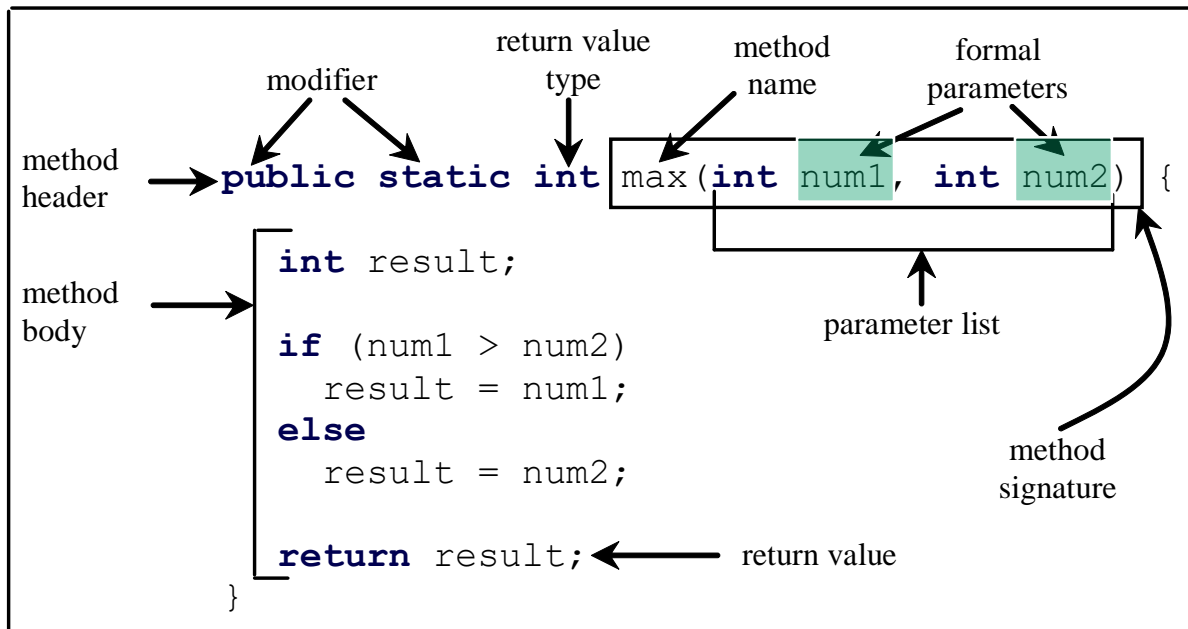 return value
type
method
name
formal
parameters
modifier
method
header
public static int max(int num1, int num2) {
int result;
method
body
parameter list
if (num1 > num2)
result = num1;
else
result = num2;
method
signature
return result;
return value
}